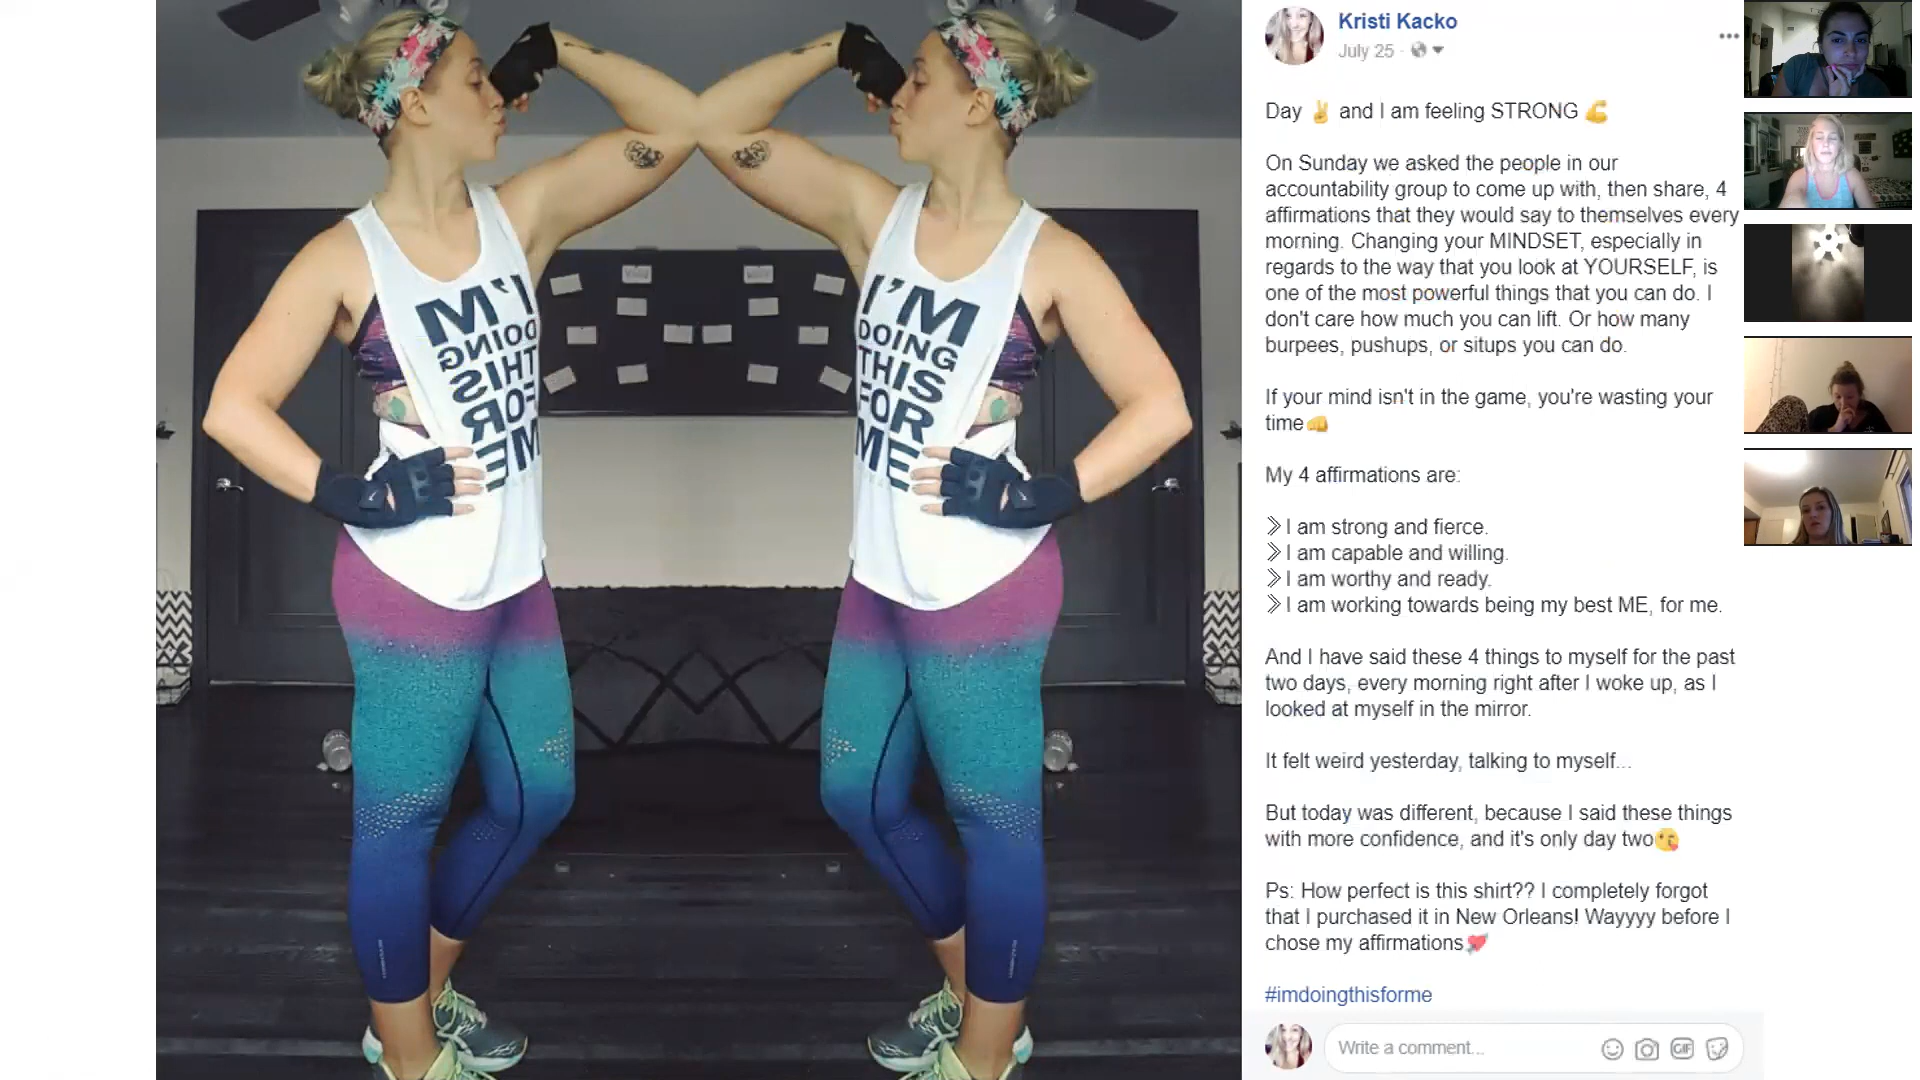 I'M
DOING
THIS
FOR
ME
I'M
DOING
THIS
FOR
ME
Kristi Kacko
July 25
Day ✌ and I am feeling STRONG 💪
On Sunday we asked the people in our
accountability group to come up with, then share, 4
affirmations that they would say to themselves every
morning. Changing your MINDSET, especially in
regards to the way that you look at YOURSELF, is
one of the most powerful things that you can do. I
don't care how much you can lift. Or how many
burpees, pushups, or situps you can do.
If your mind isn't in the game, you're wasting your
time👊
My 4 affirmations are:
⨠I am strong and fierce.
⨠I am capable and willing.
⨠I am worthy and ready.
⨠I am working towards being my best ME, for me.
And I have said these 4 things to myself for the past
two days, every morning right after I woke up, as I
looked at myself in the mirror.
It felt weird yesterday, talking to myself...
But today was different, because I said these things
with more confidence, and it's only day two😘
Ps: How perfect is this shirt?? I completely forgot
that I purchased it in New Orleans! Wayyyy before I
chose my affirmations💘
#imdoingthisforme
Write a comment...
GIF